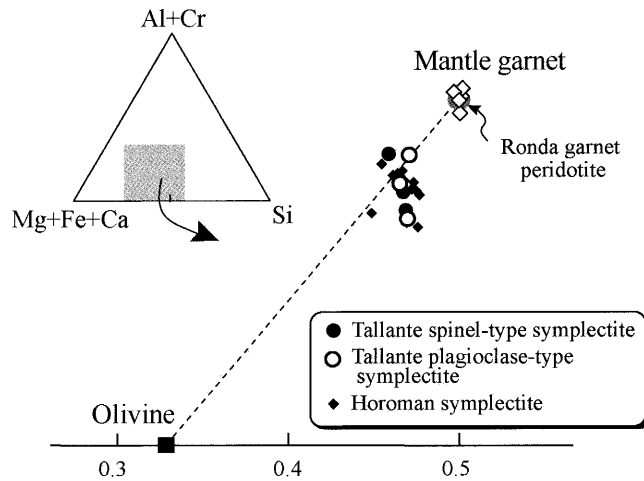 Al+Cr
Mg+Fe+Ca
Si
Mantle garnet
Ronda garnet
peridotite
Tallante spinel-type symplectite
Tallante plagioclase-type
symplectite
Horoman symplectite
Olivine
0.3
0.4
0.5